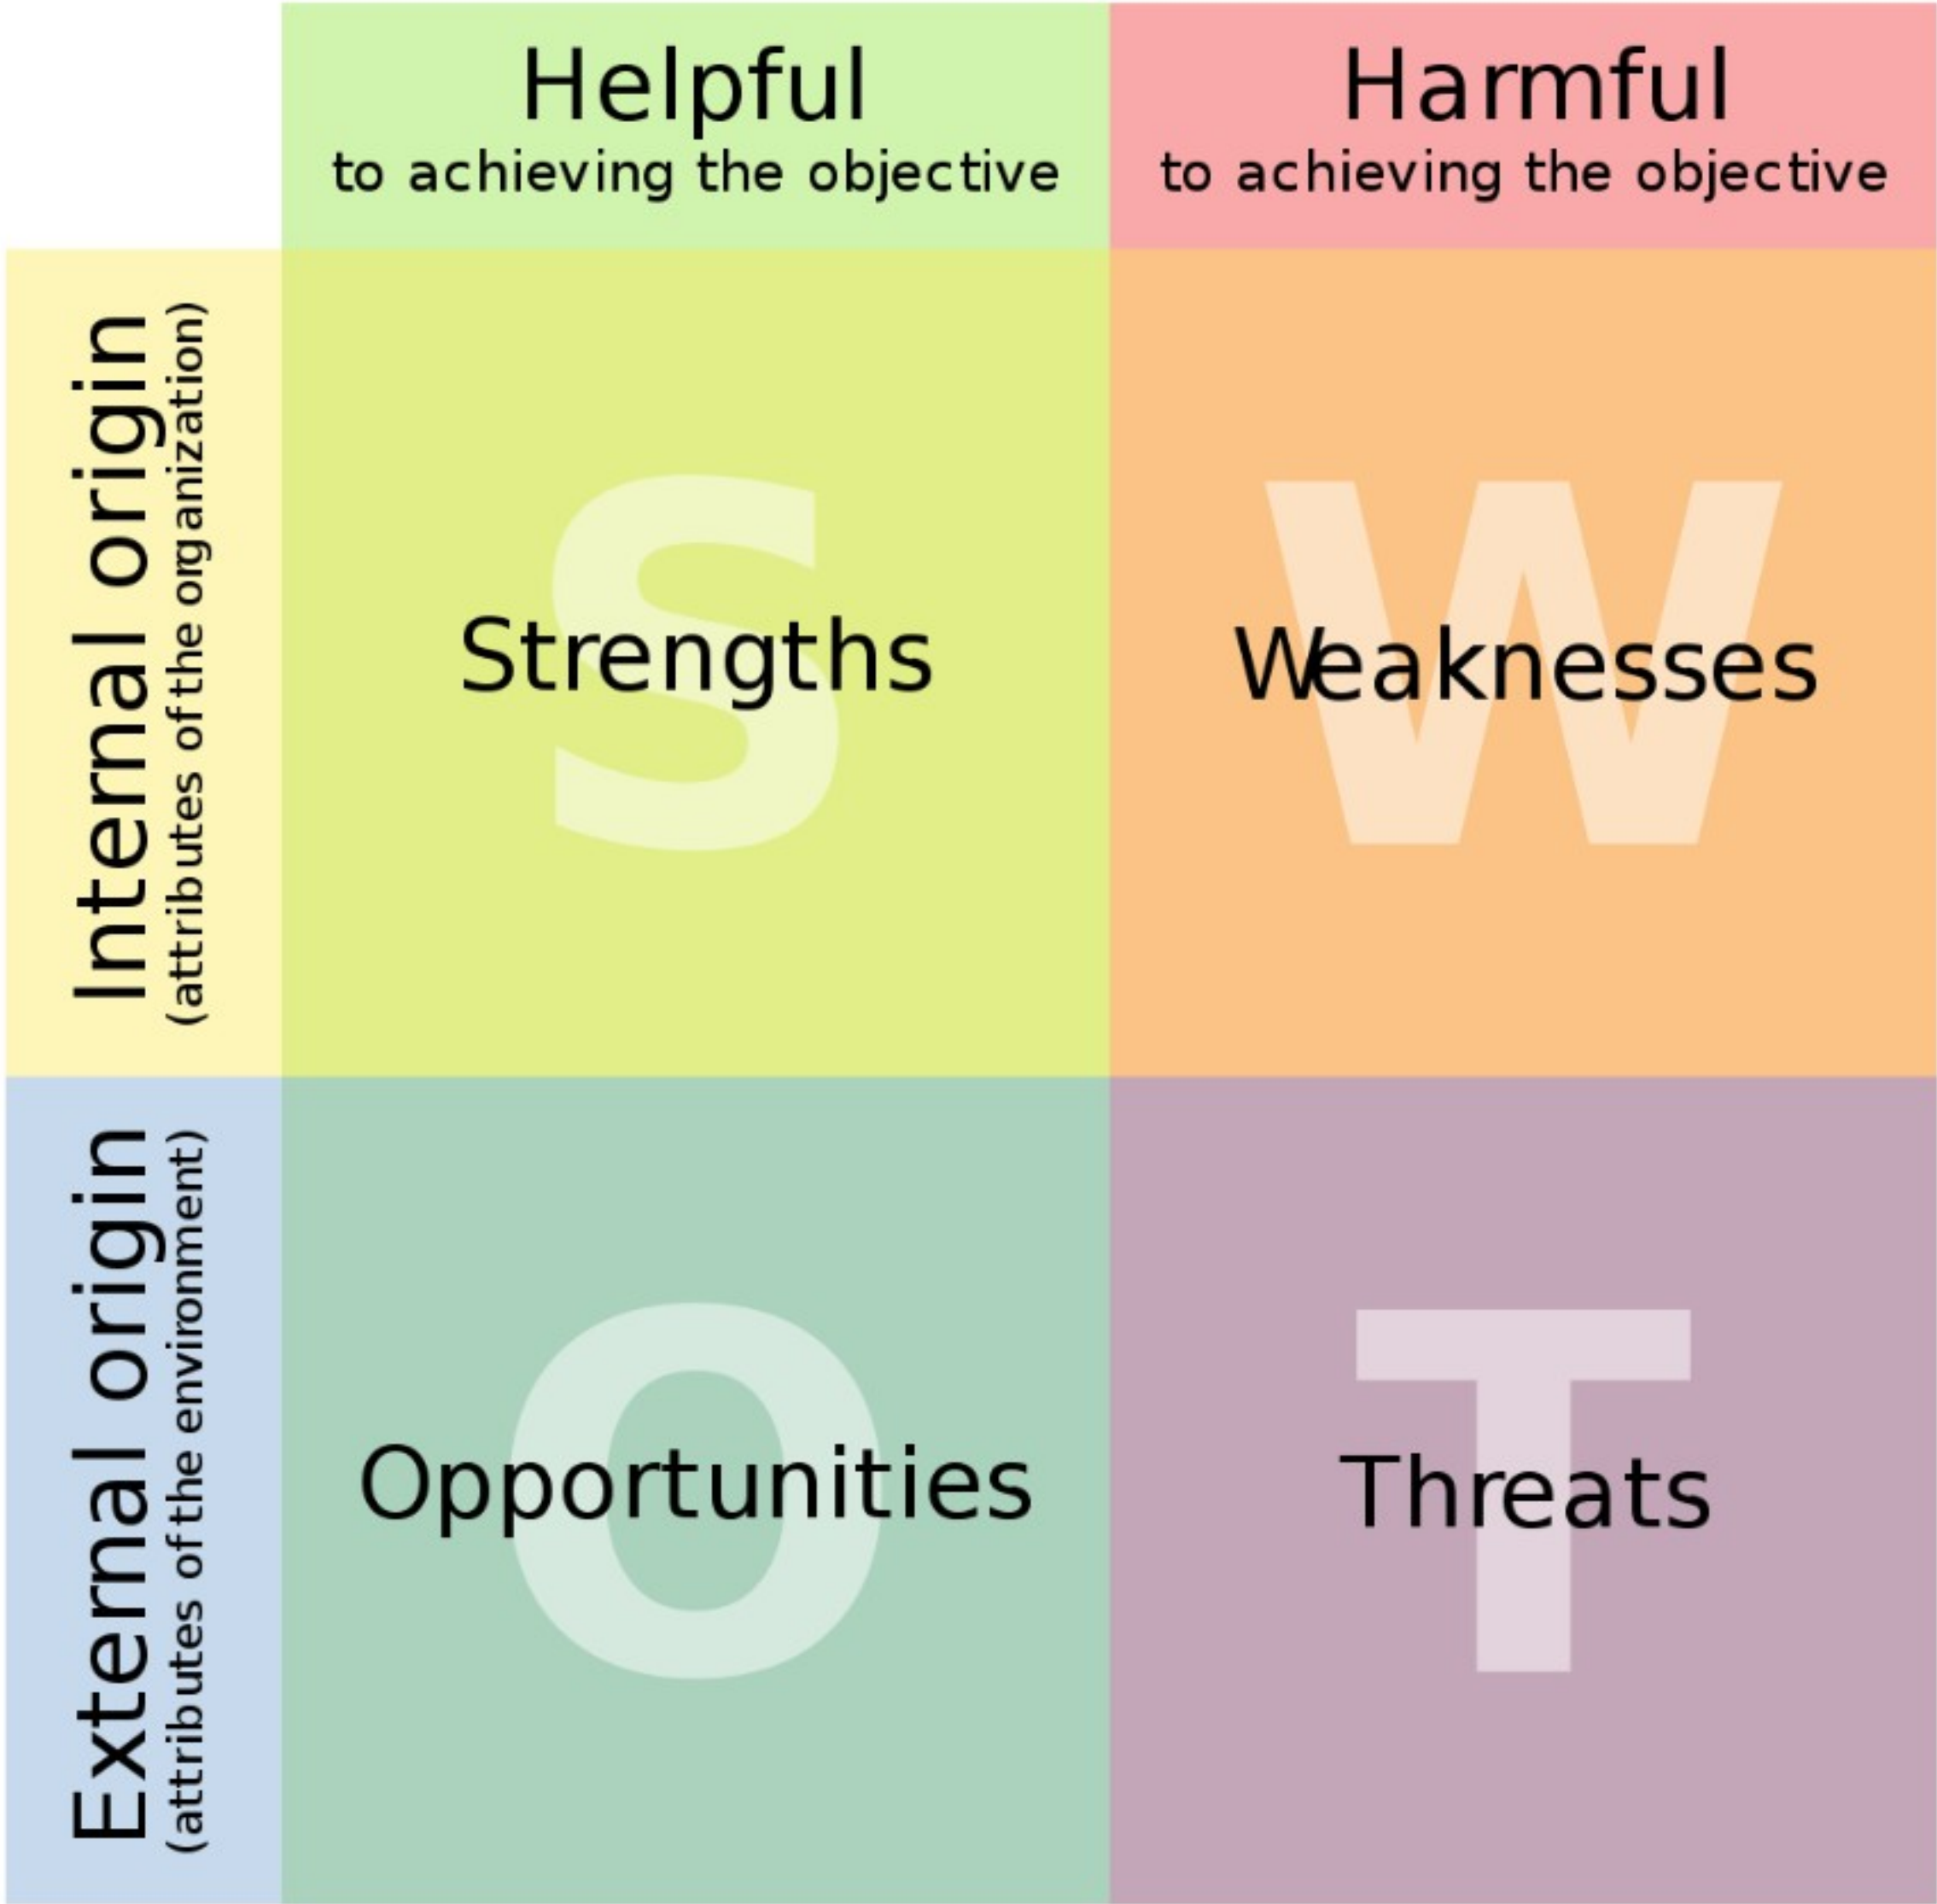 Helpful
to achieving the objective
Harmful
to achieving the objective
Internal origin
(attributes of the organization)
S
Strengths
W
Weaknesses
External origin
(attributes of the environment)
O
Opportunities
T
Threats